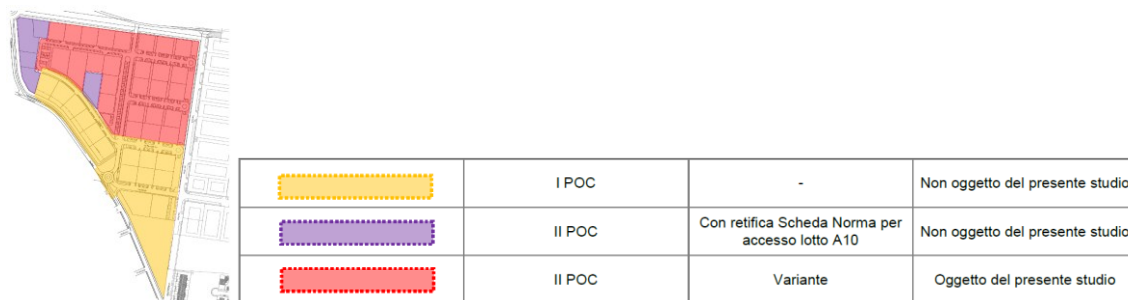 I POC
-
Non oggetto del presente studio
II POC
Con retifica Scheda Norma per
accesso lotto A10
Non oggetto del presente studio
II POC
Variante
Oggetto del presente studio